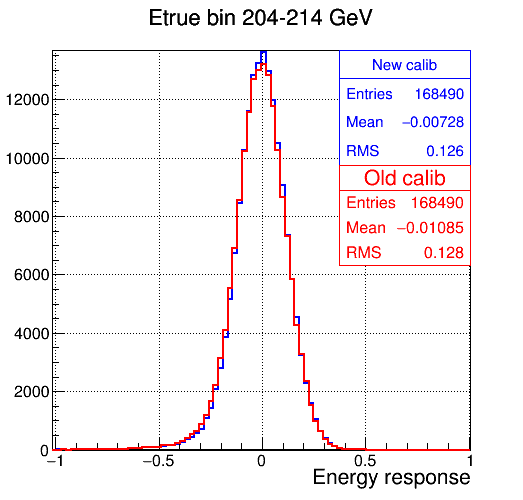 Etrue bin 204-214 GeV
New calib
Entries 168490
Mean −0.00728
RMS 0.126
Old calib
Entries 168490
Mean −0.01085
RMS 0.128
12000
10000
8000
6000
4000
2000
0
−1 −0.5 0 0.5 1
Energy response